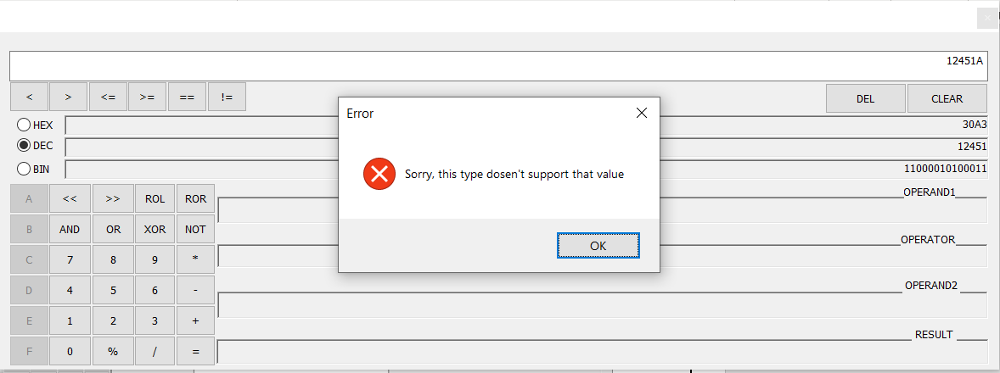 12451A
< > <= >= == != DEL CLEAR
Error
HEX 30A3
DEC 12451
BIN 11000010100011
Sorry, this type dosen't support that value
OK
A << >> ROL ROR OPERAND1
B AND OR XOR NOT
C 7 8 9 * OPERATOR
D 4 5 6 - OPERAND2
E 1 2 3 +
F 0 % / = RESULT